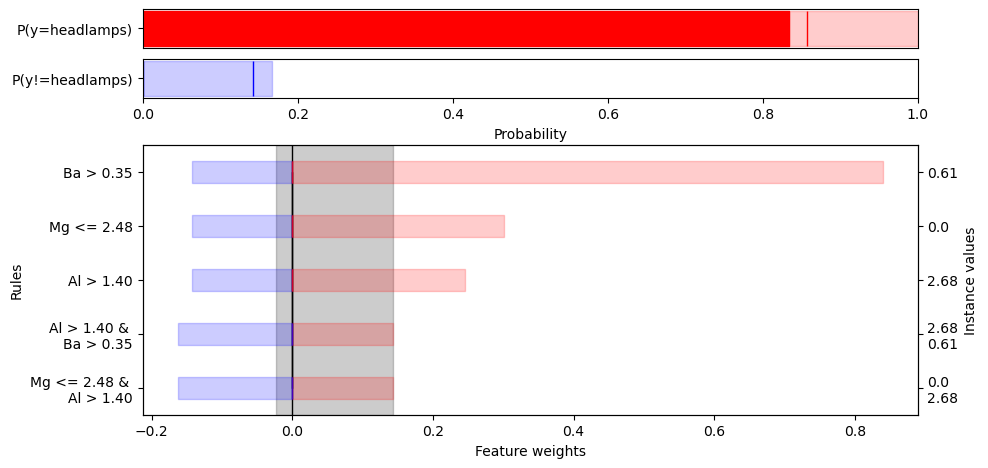 P(y=headlamps)
P(y!=headlamps)
0.0 0.2 0.4 0.6 0.8 1.0
Probability
Ba > 0.35 0.61
Mg <= 2.48 0.0
Al > 1.40 2.68
Al > 1.40 & 2.68
Ba > 0.35 0.61
Mg <= 2.48 & 0.0
Al > 1.40 2.68
Rules
Instance values
−0.2 0.0 0.2 0.4 0.6 0.8
Feature weights